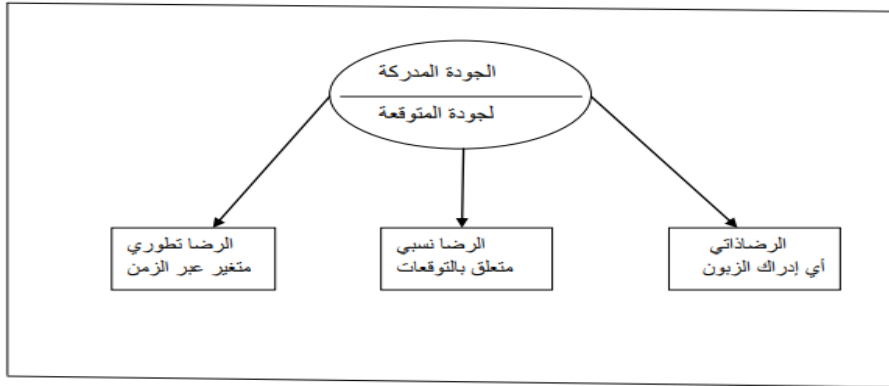 الجودة المدركة
لجودة المتوقعة
الرضاذاتي
أي إدراك الزبون
الرضا نسبي
متعلق بالتوقعات
الرضا تطوري
متغير عبر الزمن